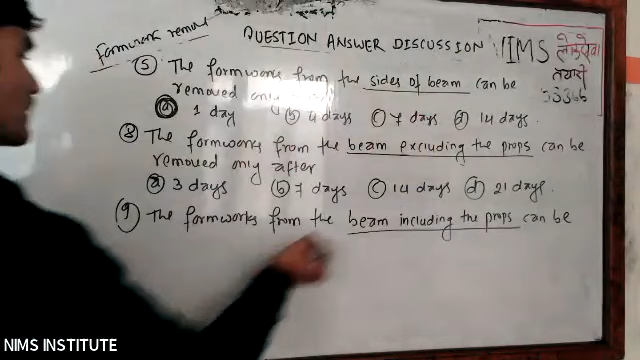 Formwork removal
QUESTION ANSWER DISCUSSION
NIMS लोकसेवा
तयारी
⑤ The formworks from the sides of beam can be
removed only
ⓐ 1 day ⓑ 4 days ⓒ 7 days ⓓ 14 days.
⑧ The formworks from the beam excluding the props can be
removed only after
ⓐ 3 days ⓑ 7 days ⓒ 14 days ⓓ 21 days.
⑨ The formworks from the beam including the props can be
NIMS INSTITUTE